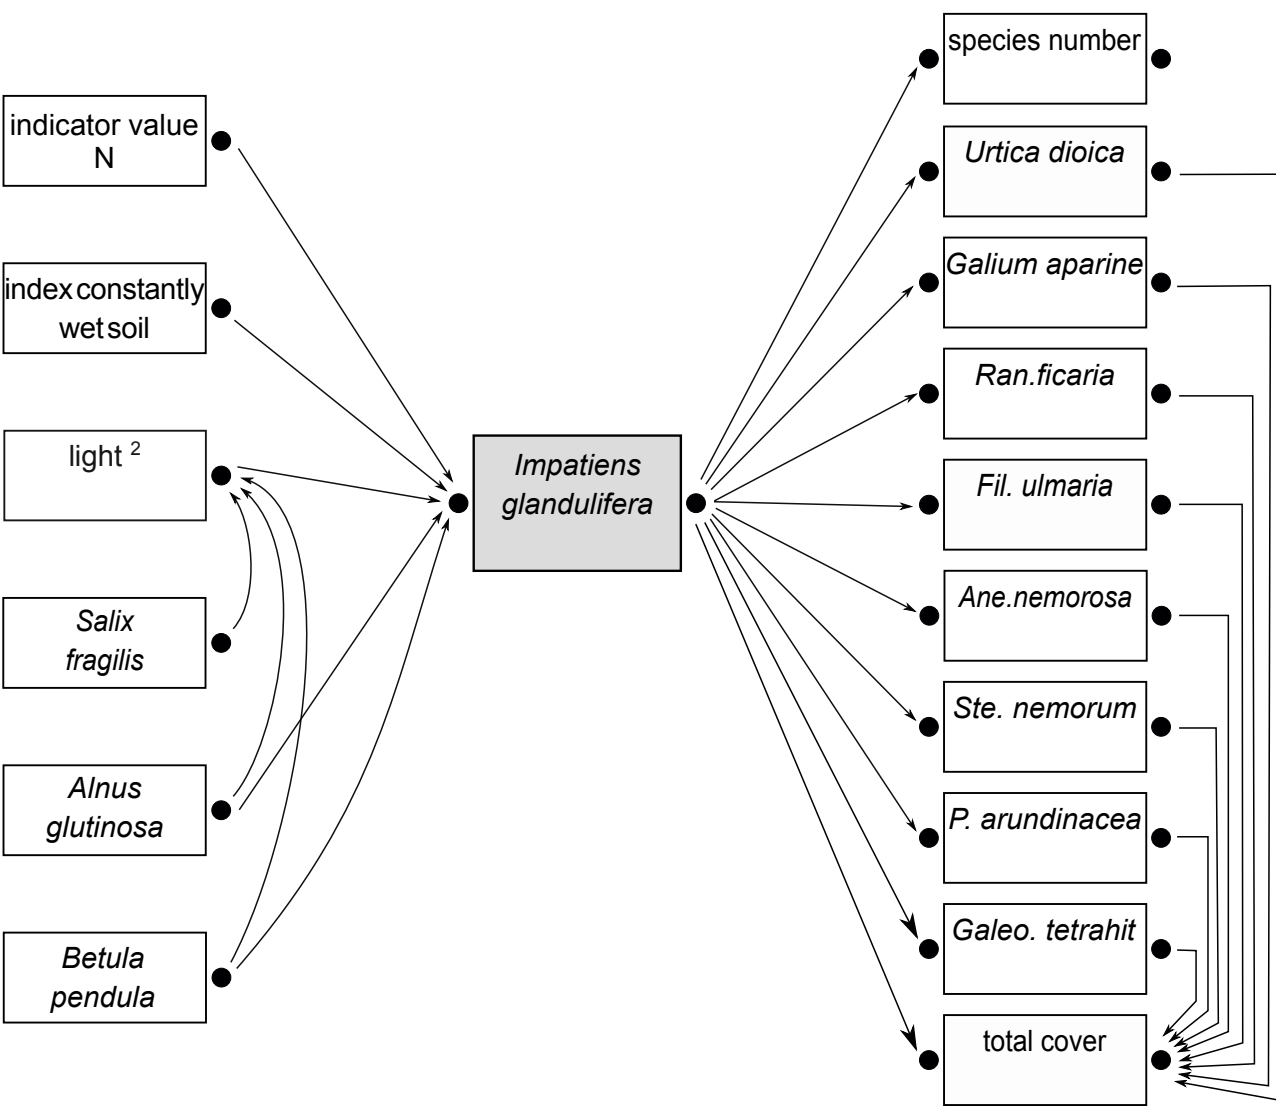 indicator value
N
index constantly
wet soil
light ²
Salix
fragilis
Alnus
glutinosa
Betula
pendula
Impatiens
glandulifera
species number
Urtica dioica
Galium aparine
Ran.ficaria
Fil. ulmaria
Ane.nemorosa
Ste. nemorum
P. arundinacea
Galeo. tetrahit
total cover